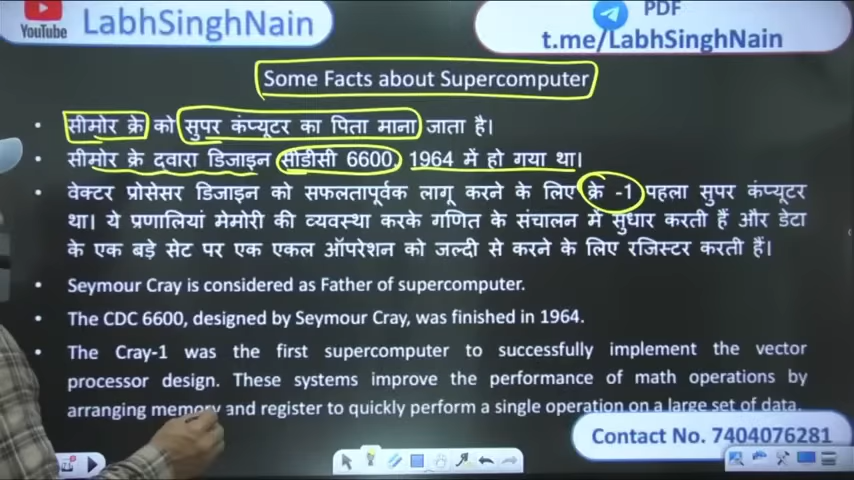 YouTube
LabhSinghNain
PDF
t.me/LabhSinghNain
Some Facts about Supercomputer
• सीमोर क्रे को सुपर कंप्यूटर का पिता माना जाता है।
• सीमोर क्रे द्वारा डिजाइन सीडीसी 6600, 1964 में हो गया था।
• वेक्टर प्रोसेसर डिजाइन को सफलतापूर्वक लागू करने के लिए क्रे -1 पहला सुपर कंप्यूटर
था। ये प्रणालियां मेमोरी की व्यवस्था करके गणित के संचालन में सुधार करती हैं और डेटा
के एक बड़े सेट पर एक एकल ऑपरेशन को जल्दी से करने के लिए रजिस्टर करती हैं।
• Seymour Cray is considered as Father of supercomputer.
• The CDC 6600, designed by Seymour Cray, was finished in 1964.
• The Cray-1 was the first supercomputer to successfully implement the vector
processor design. These systems improve the performance of math operations by
arranging memory and register to quickly perform a single operation on a large set of data.
Contact No. 7404076281